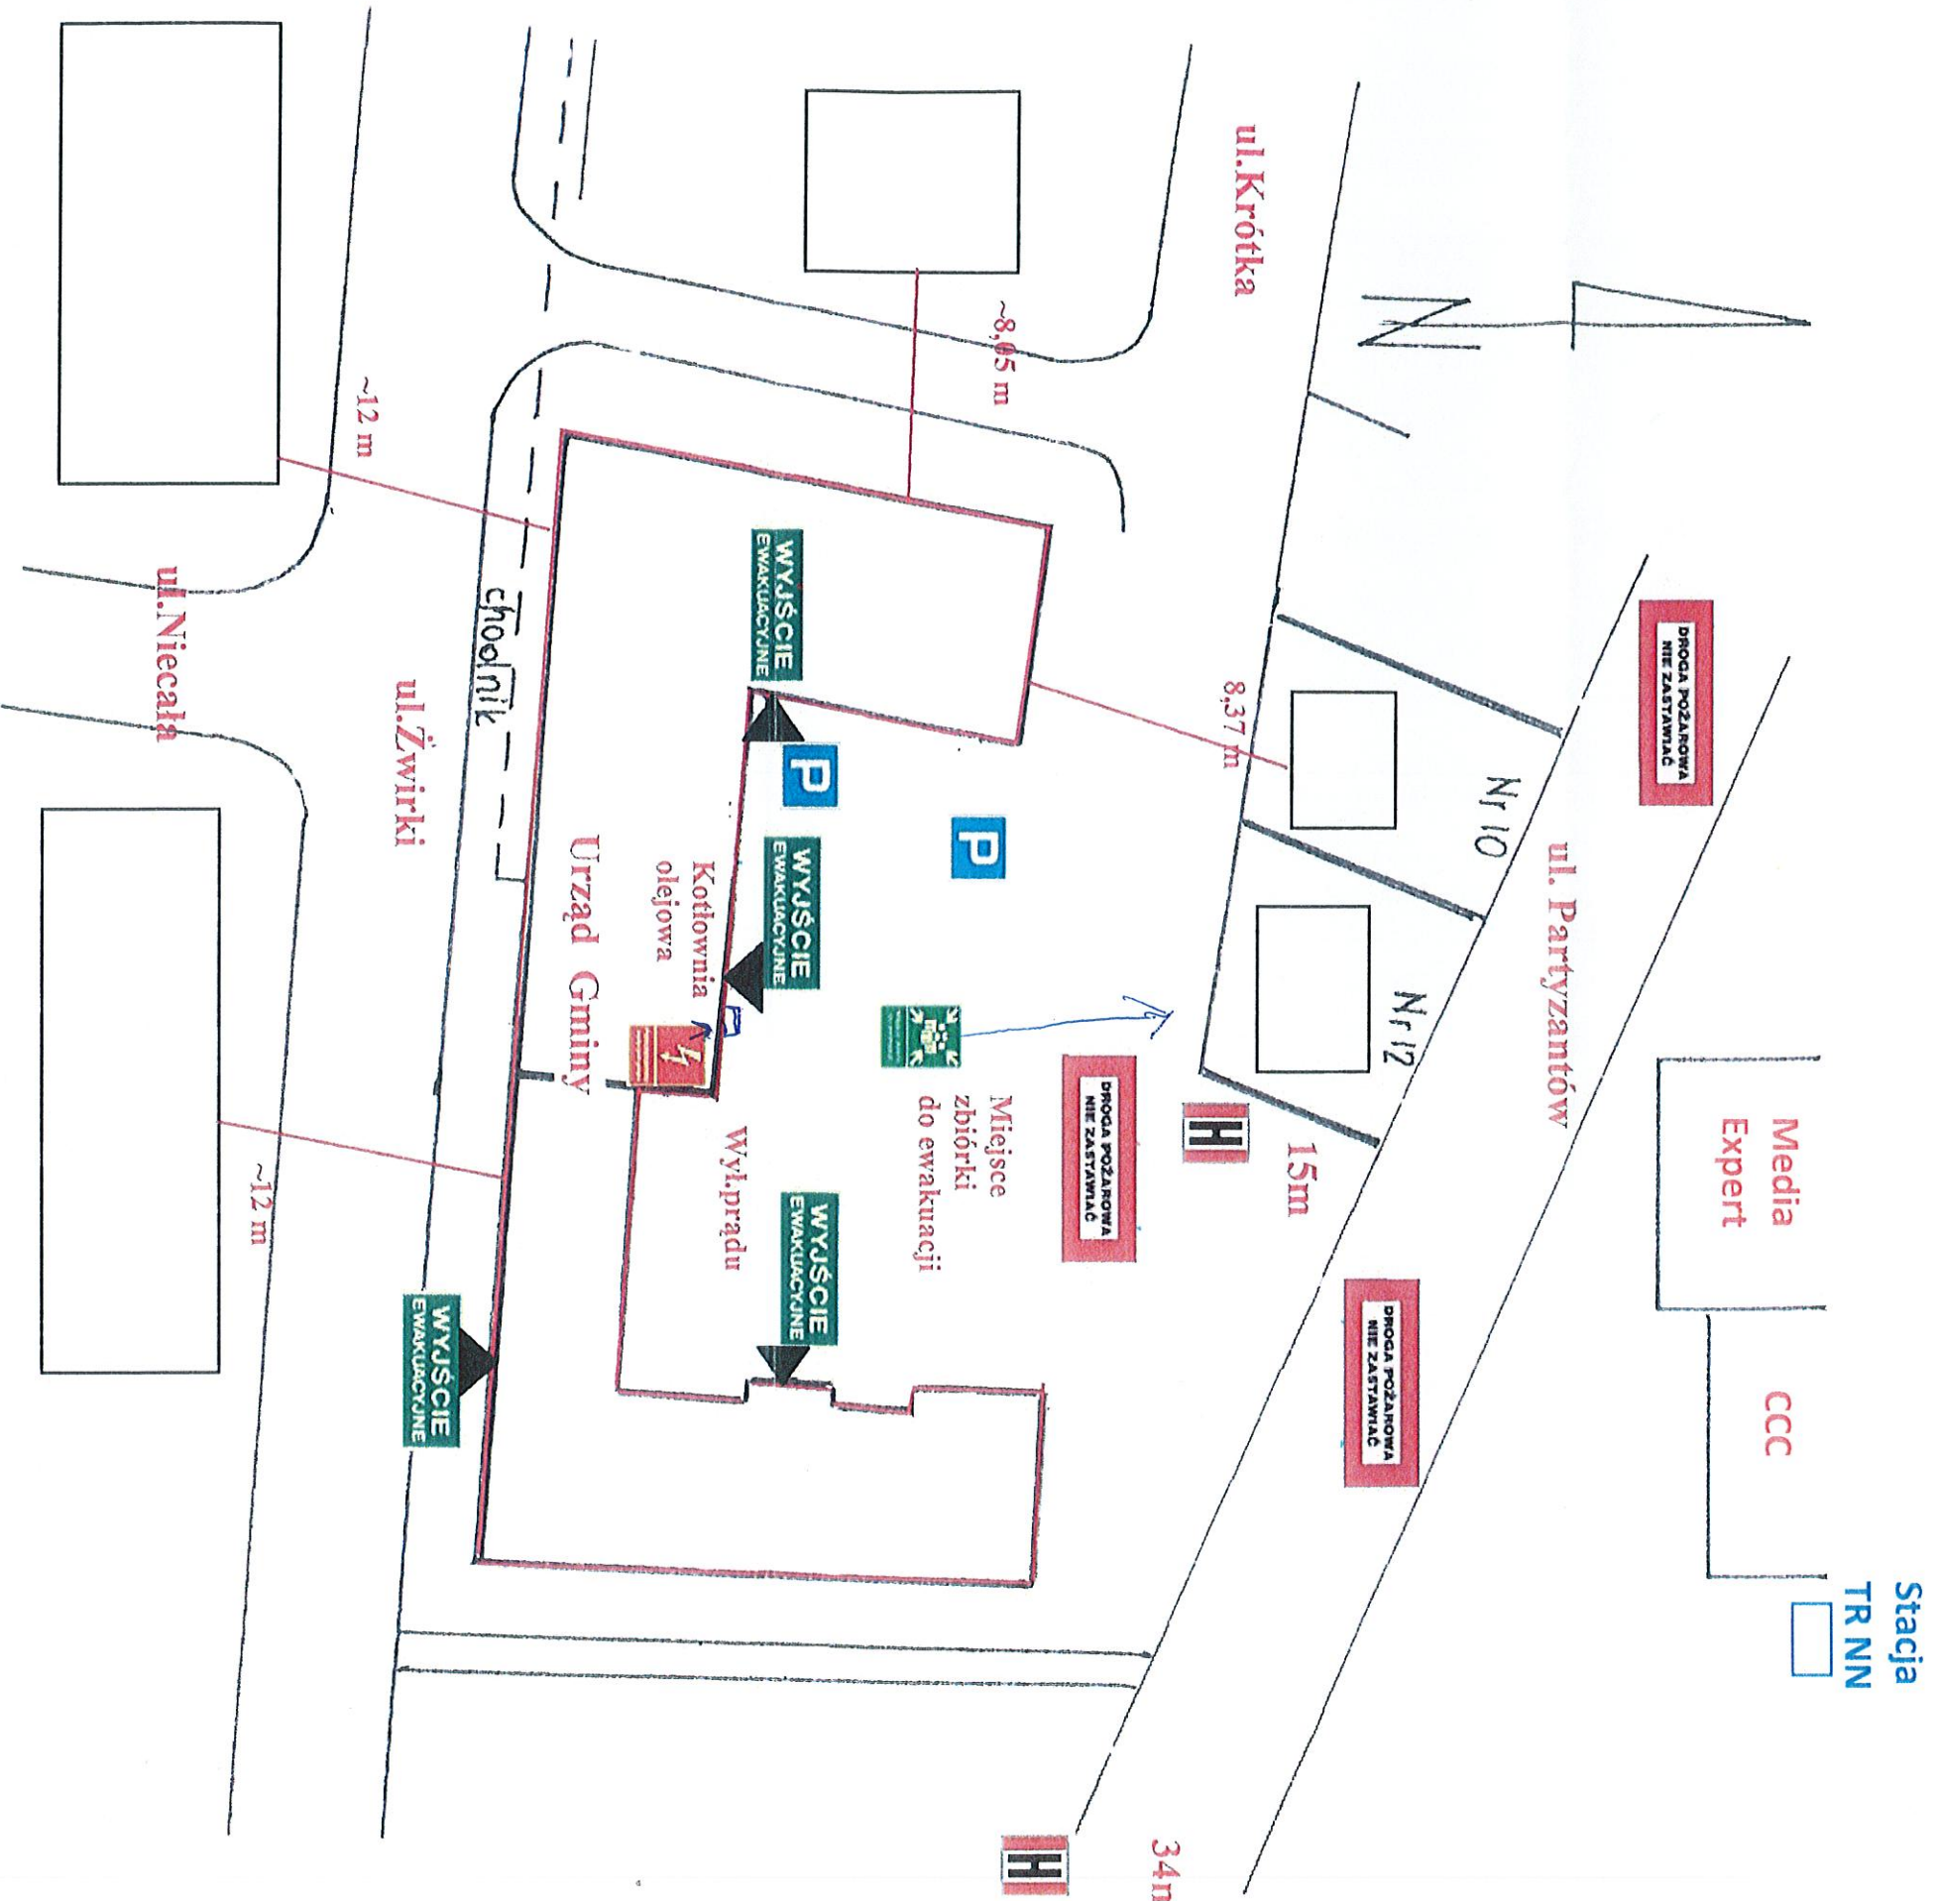 Stacja
TR NN
Media
Expert
CCC
DROGA POŻAROWA
NIE ZASTAWIAĆ
ul. Partyzantów
Nr 10
Nr 12
DROGA POŻAROWA
NIE ZASTAWIAĆ
15m
H
34m
H
N
ul.Krótka
8,37 m
DROGA POŻAROWA
NIE ZASTAWIAĆ
~8,05 m
P
Miejsce
zbiórki
do ewakuacji
WYJŚCIE
EWAKUACYJNE
P
WYJŚCIE
EWAKUACYJNE
WYJŚCIE
EWAKUACYJNE
Wył.prądu
Kotłownia
olejowa
Urząd Gminy
chodnik
WYJŚCIE
EWAKUACYJNE
ul.Żwirki
~12 m
~12 m
ul.Niecała